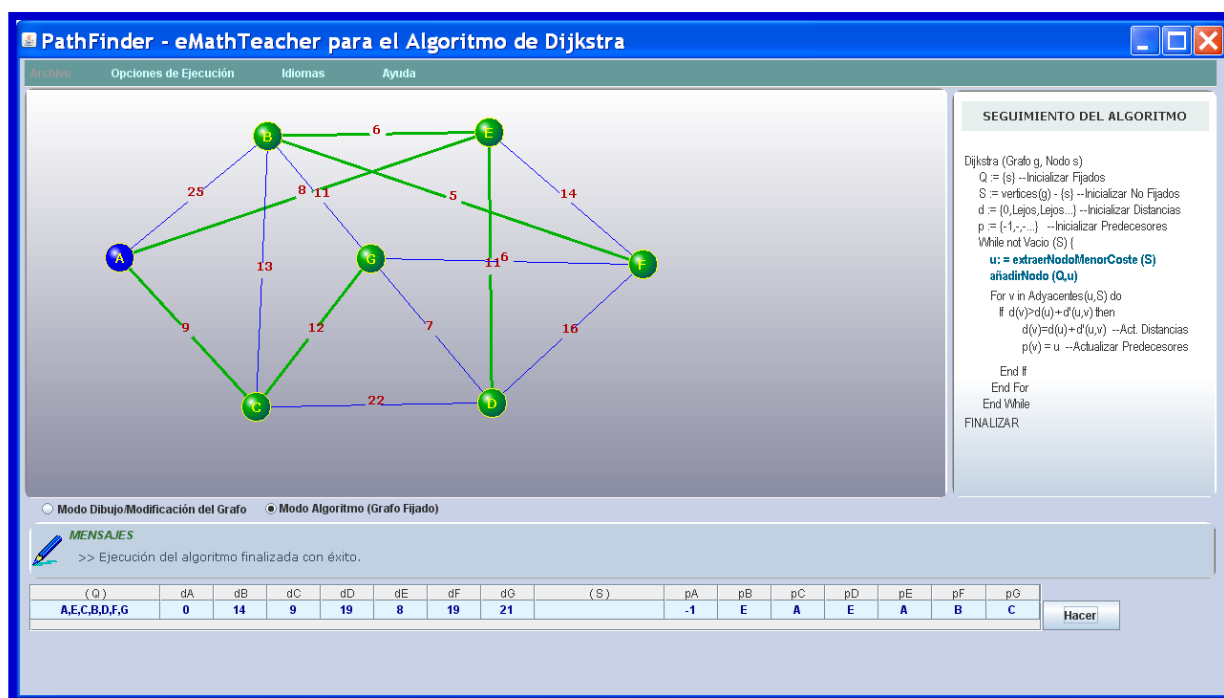 PathFinder - eMathTeacher para el Algoritmo de Dijkstra
Archivo Opciones de Ejecución Idiomas Ayuda
B 6 E
25 8 11 5 14
A G 11 6 F
13
9 12 7 16
C 22 D
SEGUIMIENTO DEL ALGORITMO
Dijkstra (Grafo g, Nodo s)
Q := {s} --Inicializar Fijados
S := vertices(g) - {s} --Inicializar No Fijados
d := {0,Lejos,Lejos...} --Inicializar Distancias
p := {-1,-,-...} --Inicializar Predecesores
While not Vacio (S) {
u: = extraerNodoMenorCoste (S)
añadirNodo (Q,u)
For v in Adyacentes(u,S) do
If d(v)>d(u)+d'(u,v) then
d(v)=d(u)+d'(u,v) --Act. Distancias
p(v) = u --Actualizar Predecesores
End If
End For
End While
FINALIZAR
Modo Dibujo/Modificación del Grafo Modo Algoritmo (Grafo Fijado)
MENSAJES
>> Ejecución del algoritmo finalizada con éxito.
(Q) dA dB dC dD dE dF dG (S) pA pB pC pD pE pF pG
A,E,C,B,D,F,G 0 14 9 19 8 19 21 -1 E A E A B C
Hacer